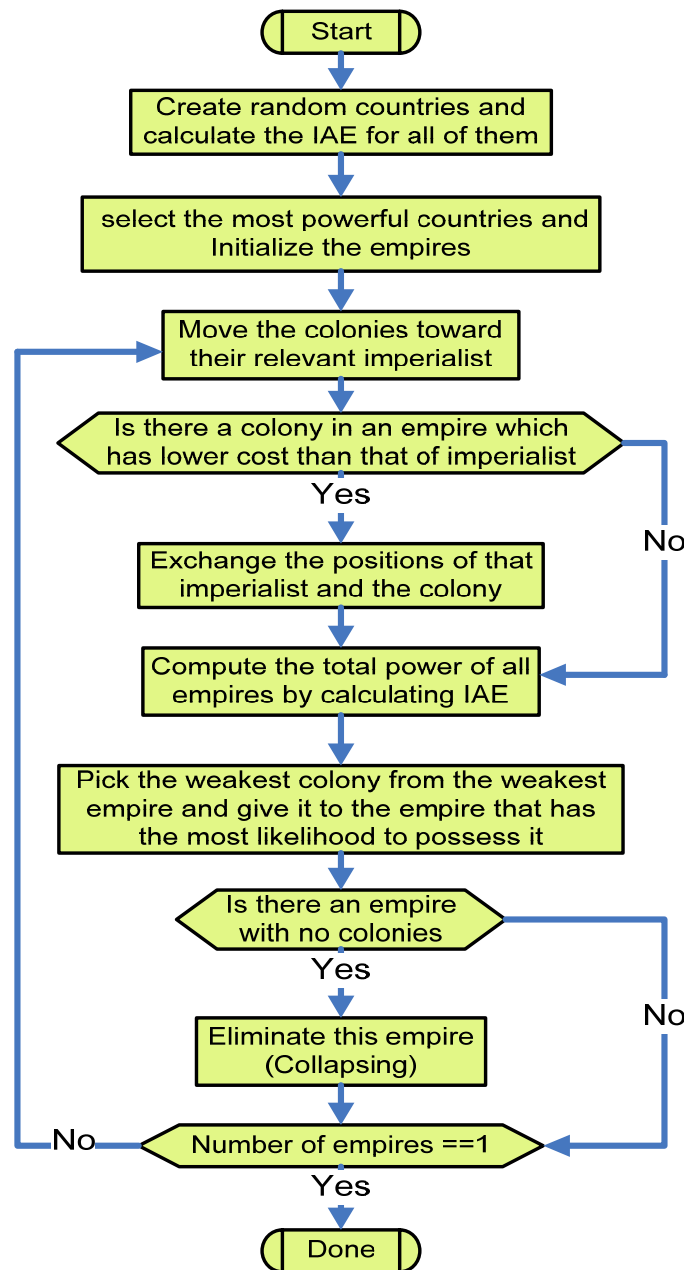 Start
Create random countries and
calculate the IAE for all of them
select the most powerful countries and
Initialize the empires
Move the colonies toward
their relevant imperialist
Is there a colony in an empire which
has lower cost than that of imperialist
Yes
No
Exchange the positions of that
imperialist and the colony
Compute the total power of all
empires by calculating IAE
Pick the weakest colony from the weakest
empire and give it to the empire that has
the most likelihood to possess it
Is there an empire
with no colonies
Yes
No
Eliminate this empire
(Collapsing)
No
Number of empires ==1
Yes
Done